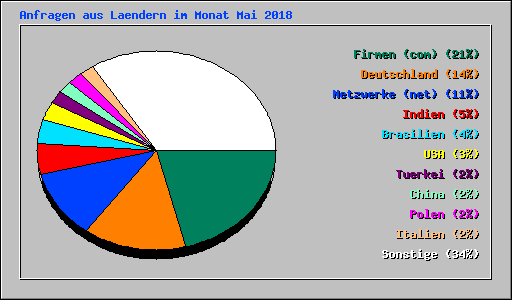 Anfragen aus Laendern im Monat Mai 2018
Firmen (com) (21%)
Deutschland (14%)
Netzwerke (net) (11%)
Indien (5%)
Brasilien (4%)
USA (3%)
Tuerkei (2%)
China (2%)
Polen (2%)
Italien (2%)
Sonstige (34%)